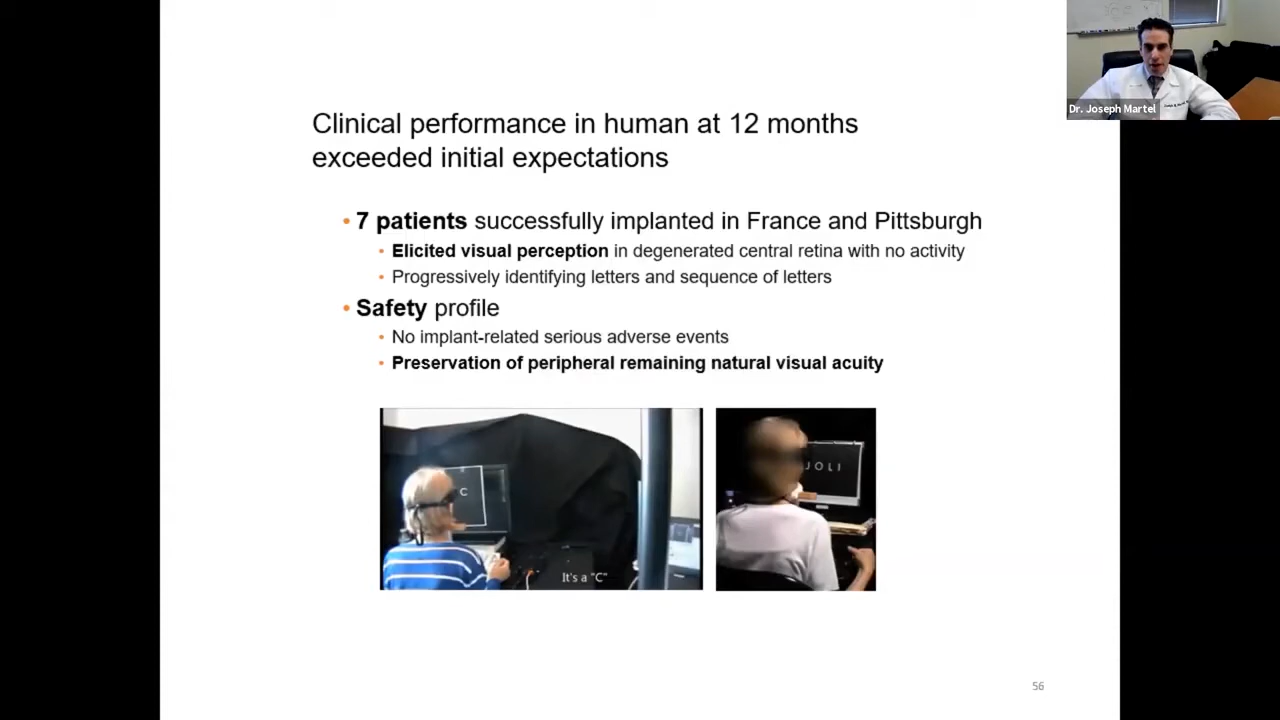 Dr. Joseph Martel
Clinical performance in human at 12 months
exceeded initial expectations
• 7 patients successfully implanted in France and Pittsburgh
• Elicited visual perception in degenerated central retina with no activity
• Progressively identifying letters and sequence of letters
• Safety profile
• No implant-related serious adverse events
• Preservation of peripheral remaining natural visual acuity
C
It's a "C"
JOLI
56